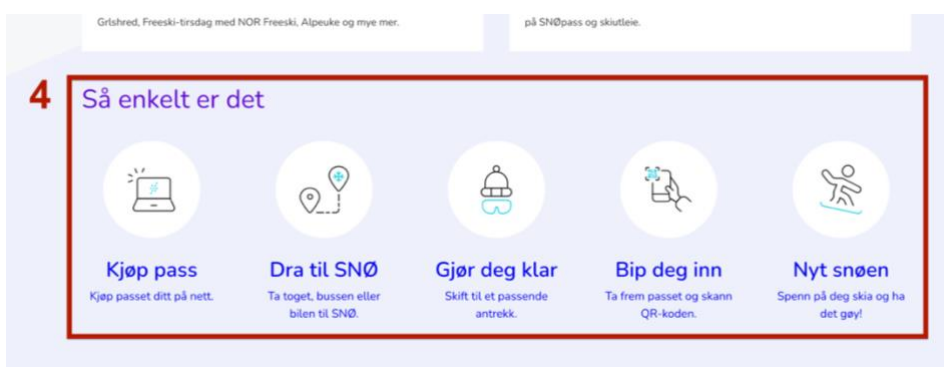 Grlshred, Freeski-tirsdag med NOR Freeski, Alpeuke og mye mer.
på SNØpass og skiutleie.
4
Så enkelt er det
Kjøp pass
Kjøp passet ditt på nett.
Dra til SNØ
Ta toget, bussen eller
bilen til SNØ.
Gjør deg klar
Skift til et passende
antrekk.
Bip deg inn
Ta frem passet og skann
QR-koden.
Nyt snøen
Spenn på deg skia og ha
det gøy!